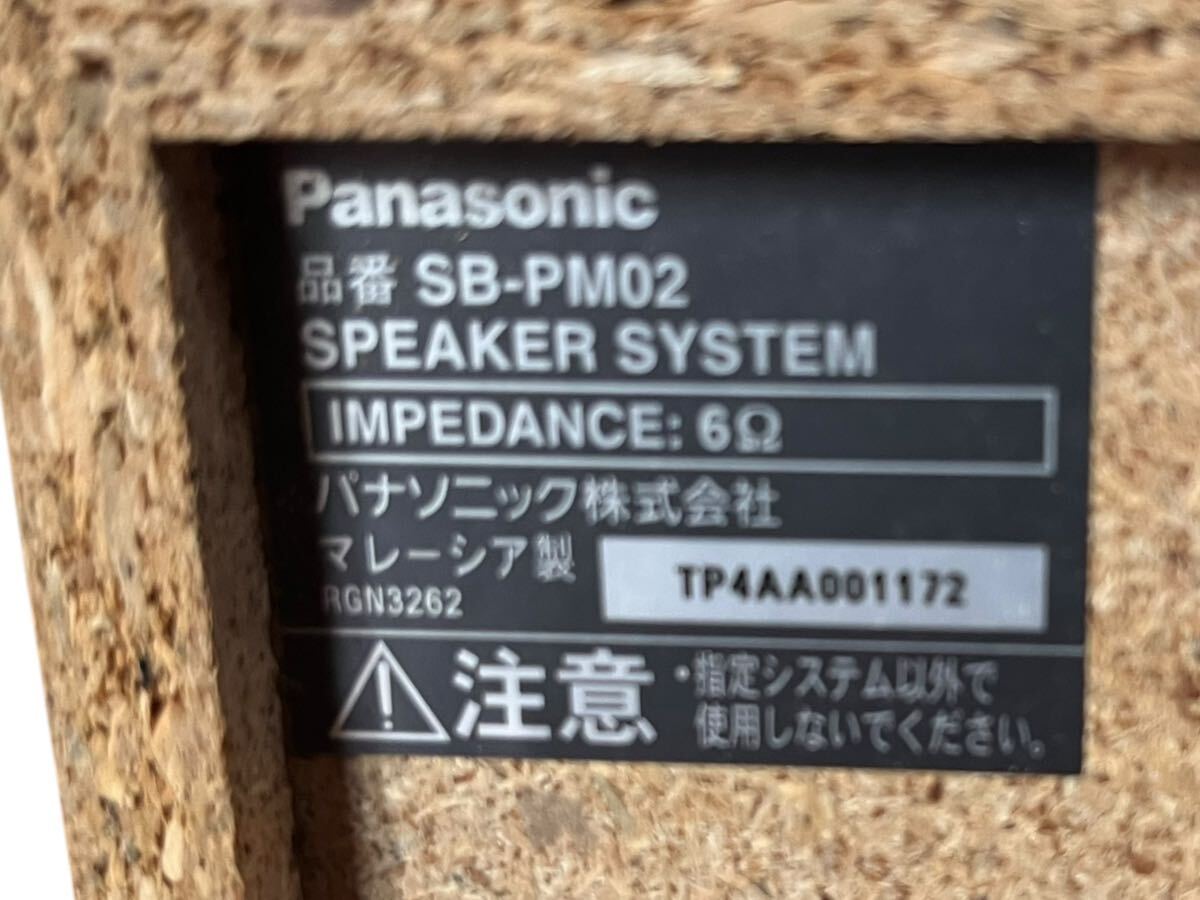 Panasonic
品番 SB-PM02
SPEAKER SYSTEM
IMPEDANCE: 6Ω
パナソニック株式会社
マレーシア製
TP4AA001172
RGN3262
注意
・指定システム以外で
使用しないでください。